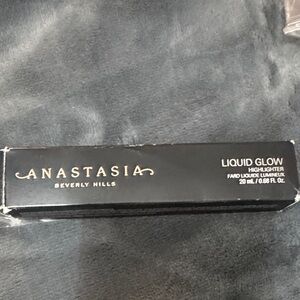 ANASTASIA
BEVERLY HILLS
LIQUID GLOW
HIGHLIGHTER
FARD LIQUIDE LUMINEUX
20 mL / 0.68 Fl. Oz.